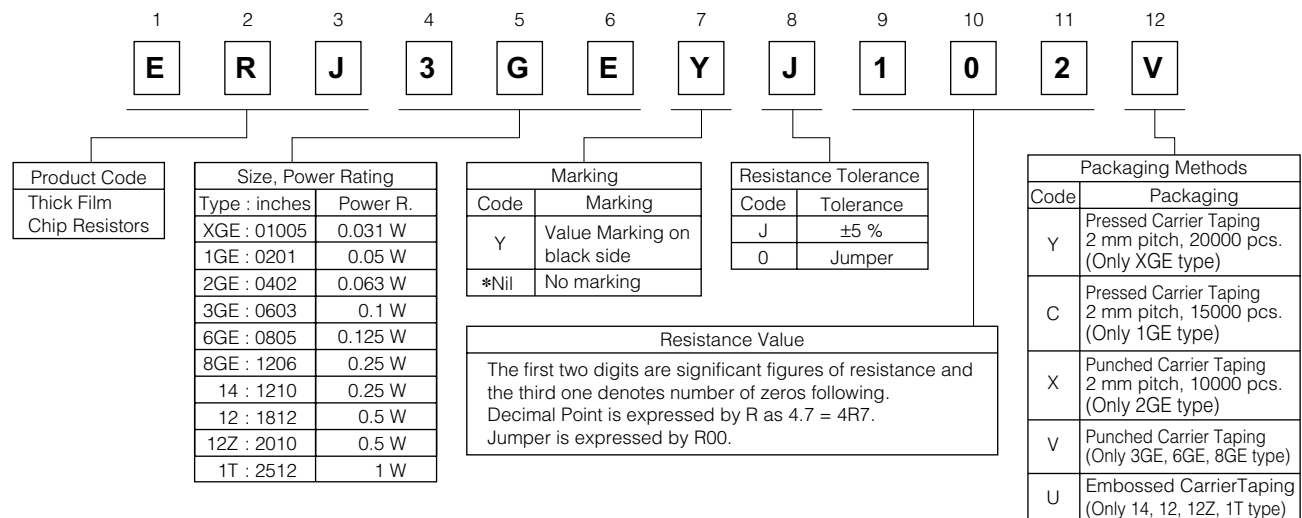 1 2 3 4 5 6 7 8 9 10 11 12
E R J 3 G E Y J 1 0 2 V
Product Code
Thick Film
Chip Resistors
Size, Power Rating
Type : inches Power R.
XGE : 01005 0.031 W
1GE : 0201 0.05 W
2GE : 0402 0.063 W
3GE : 0603 0.1 W
6GE : 0805 0.125 W
8GE : 1206 0.25 W
14 : 1210 0.25 W
12 : 1812 0.5 W
12Z : 2010 0.5 W
1T : 2512 1 W
Marking
Code Marking
Y Value Marking on
black side
*Nil No marking
Resistance Tolerance
Code Tolerance
J ±5 %
0 Jumper
Resistance Value
The first two digits are significant figures of resistance and
the third one denotes number of zeros following.
Decimal Point is expressed by R as 4.7 = 4R7.
Jumper is expressed by R00.
Packaging Methods
Code Packaging
Y Pressed Carrier Taping
2 mm pitch, 20000 pcs.
(Only XGE type)
C Pressed Carrier Taping
2 mm pitch, 15000 pcs.
(Only 1GE type)
X Punched Carrier Taping
2 mm pitch, 10000 pcs.
(Only 2GE type)
V Punched Carrier Taping
(Only 3GE, 6GE, 8GE type)
U Embossed CarrierTaping
(Only 14, 12, 12Z, 1T type)